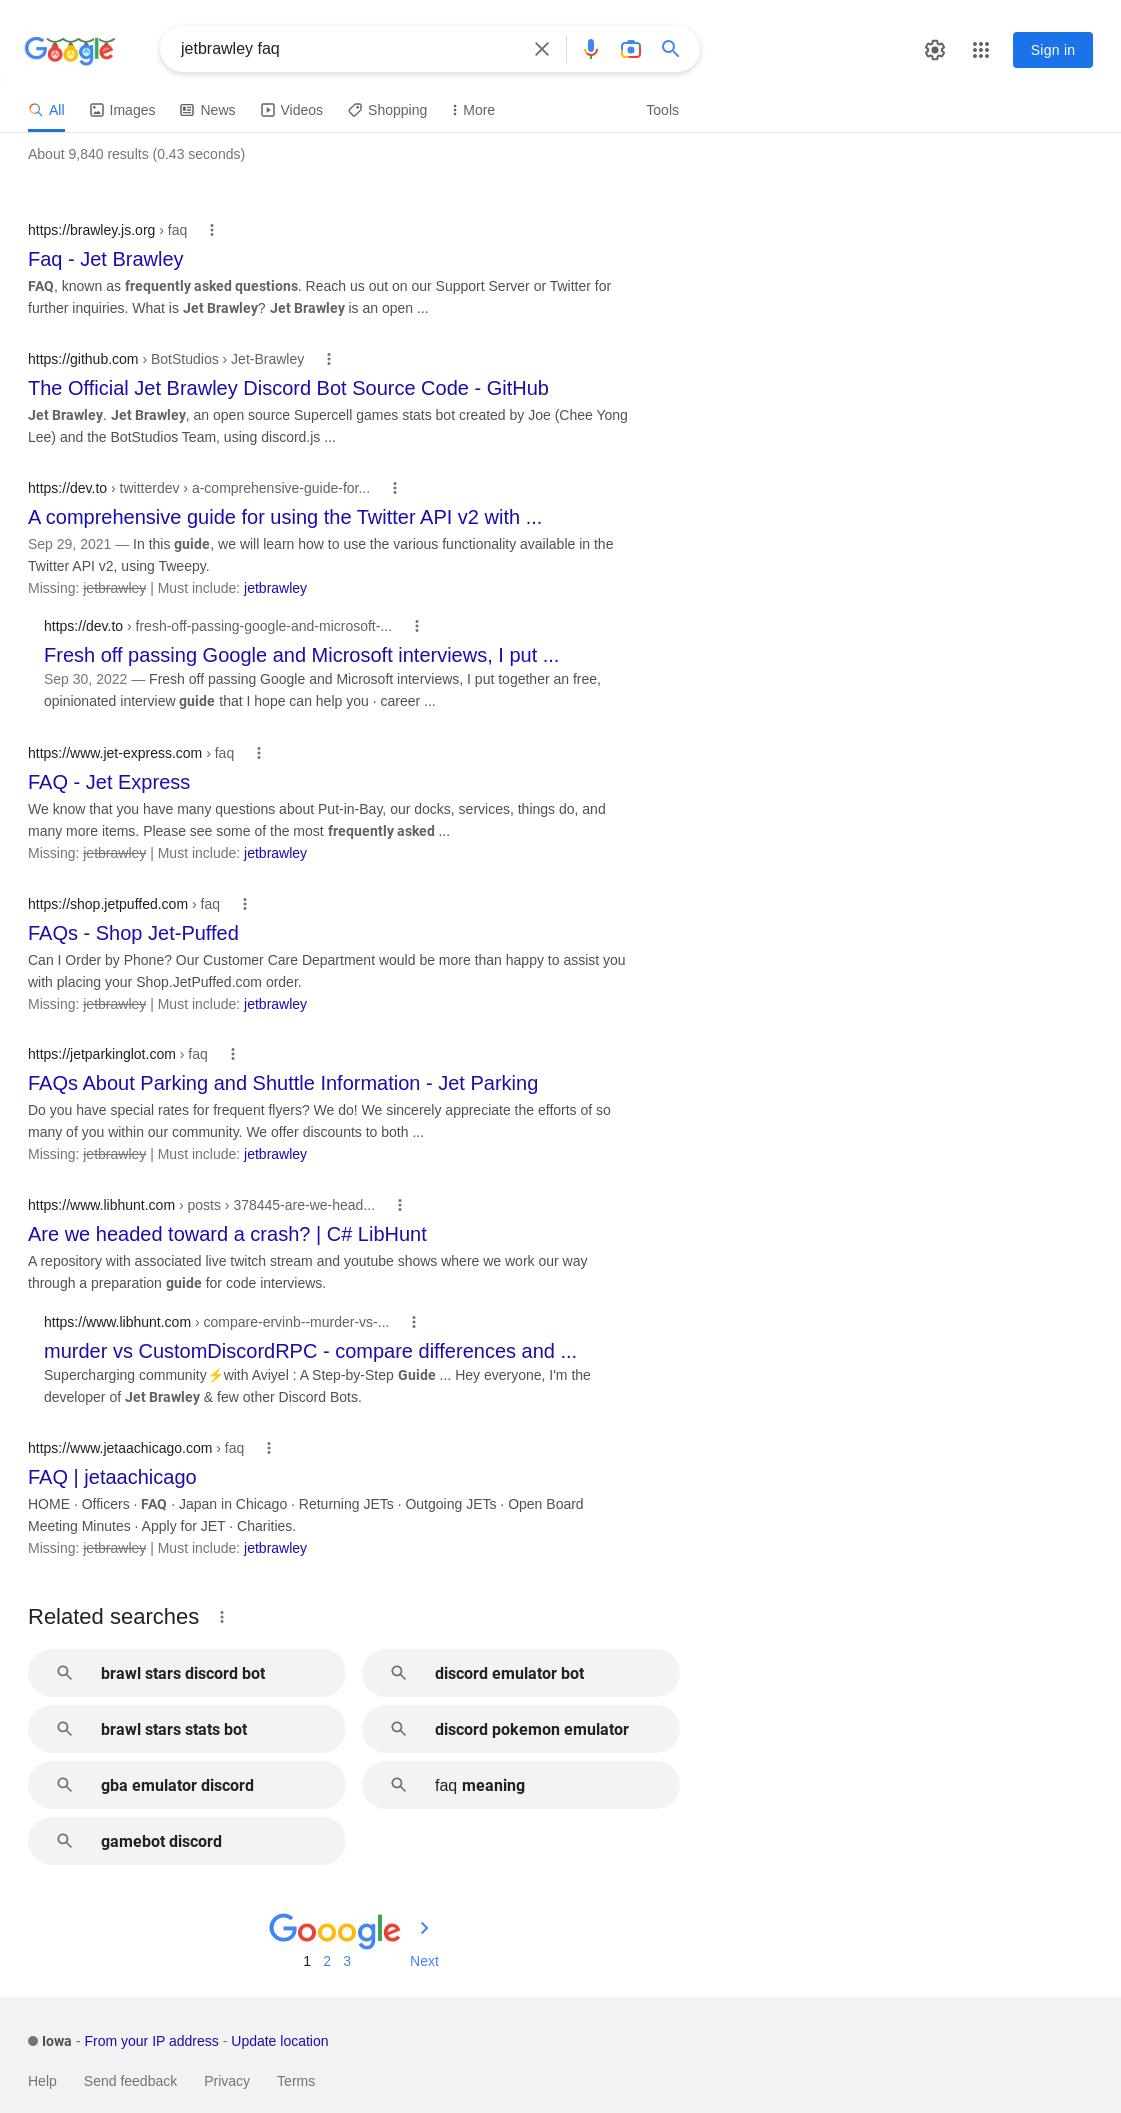 Google
jetbrawley faq
Sign in
All Images News Videos Shopping More Tools
About 9,840 results (0.43 seconds)
https://brawley.js.org › faq
Faq - Jet Brawley
FAQ, known as frequently asked questions. Reach us out on our Support Server or Twitter for
further inquiries. What is Jet Brawley? Jet Brawley is an open ...
https://github.com › BotStudios › Jet-Brawley
The Official Jet Brawley Discord Bot Source Code - GitHub
Jet Brawley. Jet Brawley, an open source Supercell games stats bot created by Joe (Chee Yong
Lee) and the BotStudios Team, using discord.js ...
https://dev.to › twitterdev › a-comprehensive-guide-for...
A comprehensive guide for using the Twitter API v2 with ...
Sep 29, 2021 — In this guide, we will learn how to use the various functionality available in the
Twitter API v2, using Tweepy.
Missing: jetbrawley | Must include: jetbrawley
https://dev.to › fresh-off-passing-google-and-microsoft-...
Fresh off passing Google and Microsoft interviews, I put ...
Sep 30, 2022 — Fresh off passing Google and Microsoft interviews, I put together an free,
opinionated interview guide that I hope can help you · career ...
https://www.jet-express.com › faq
FAQ - Jet Express
We know that you have many questions about Put-in-Bay, our docks, services, things do, and
many more items. Please see some of the most frequently asked ...
Missing: jetbrawley | Must include: jetbrawley
https://shop.jetpuffed.com › faq
FAQs - Shop Jet-Puffed
Can I Order by Phone? Our Customer Care Department would be more than happy to assist you
with placing your Shop.JetPuffed.com order.
Missing: jetbrawley | Must include: jetbrawley
https://jetparkinglot.com › faq
FAQs About Parking and Shuttle Information - Jet Parking
Do you have special rates for frequent flyers? We do! We sincerely appreciate the efforts of so
many of you within our community. We offer discounts to both ...
Missing: jetbrawley | Must include: jetbrawley
https://www.libhunt.com › posts › 378445-are-we-head...
Are we headed toward a crash? | C# LibHunt
A repository with associated live twitch stream and youtube shows where we work our way
through a preparation guide for code interviews.
https://www.libhunt.com › compare-ervinb--murder-vs-...
murder vs CustomDiscordRPC - compare differences and ...
Supercharging community⚡with Aviyel : A Step-by-Step Guide ... Hey everyone, I'm the
developer of Jet Brawley & few other Discord Bots.
https://www.jetaachicago.com › faq
FAQ | jetaachicago
HOME · Officers · FAQ · Japan in Chicago · Returning JETs · Outgoing JETs · Open Board
Meeting Minutes · Apply for JET · Charities.
Missing: jetbrawley | Must include: jetbrawley
Related searches
brawl stars discord bot
discord emulator bot
brawl stars stats bot
discord pokemon emulator
gba emulator discord
faq meaning
gamebot discord
Gooogle
1 2 3 Next
Iowa - From your IP address - Update location
Help Send feedback Privacy Terms